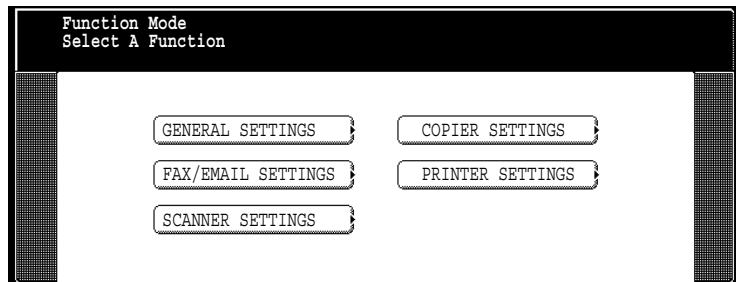 Function Mode
Select A Function
GENERAL SETTINGS
COPIER SETTINGS
FAX/EMAIL SETTINGS
PRINTER SETTINGS
SCANNER SETTINGS